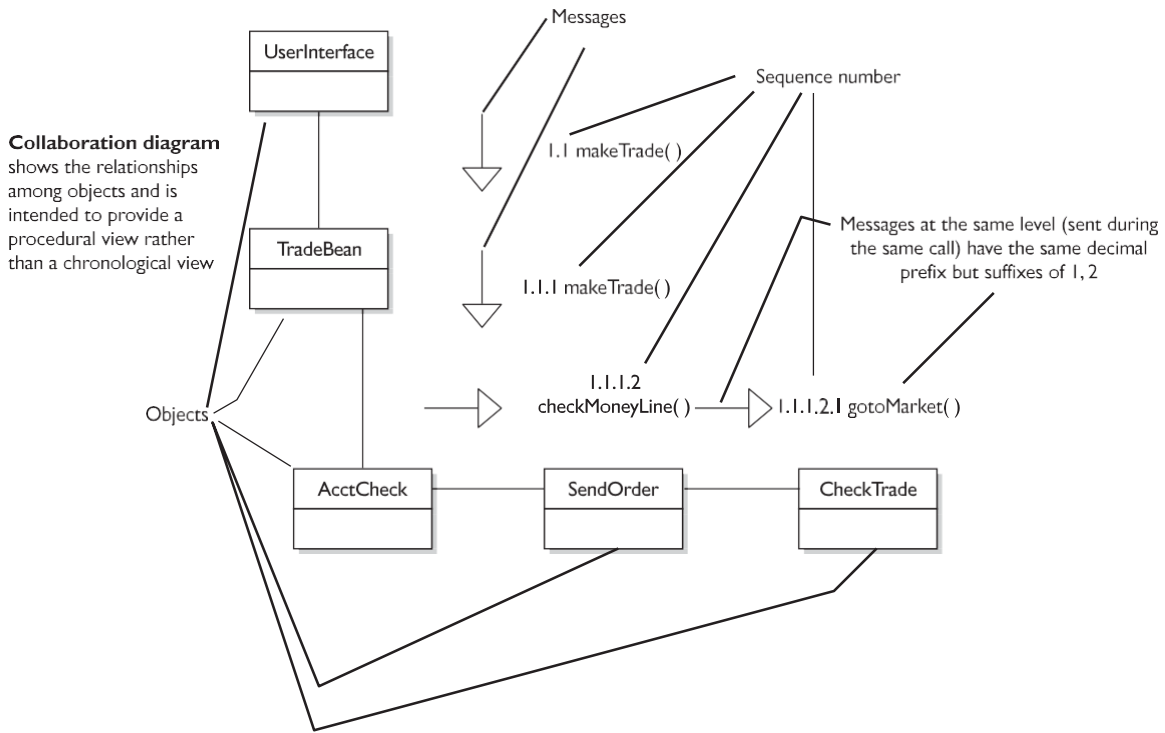 Messages
UserInterface
Sequence number
Collaboration diagram
shows the relationships
among objects and is
intended to provide a
procedural view rather
than a chronological view
1.1 makeTrade( )
TradeBean
Messages at the same level (sent during
the same call) have the same decimal
prefix but suffixes of 1, 2
1.1.1 makeTrade( )
1.1.1.2
checkMoneyLine( )
1.1.1.2.1 gotoMarket( )
Objects
AcctCheck
SendOrder
CheckTrade